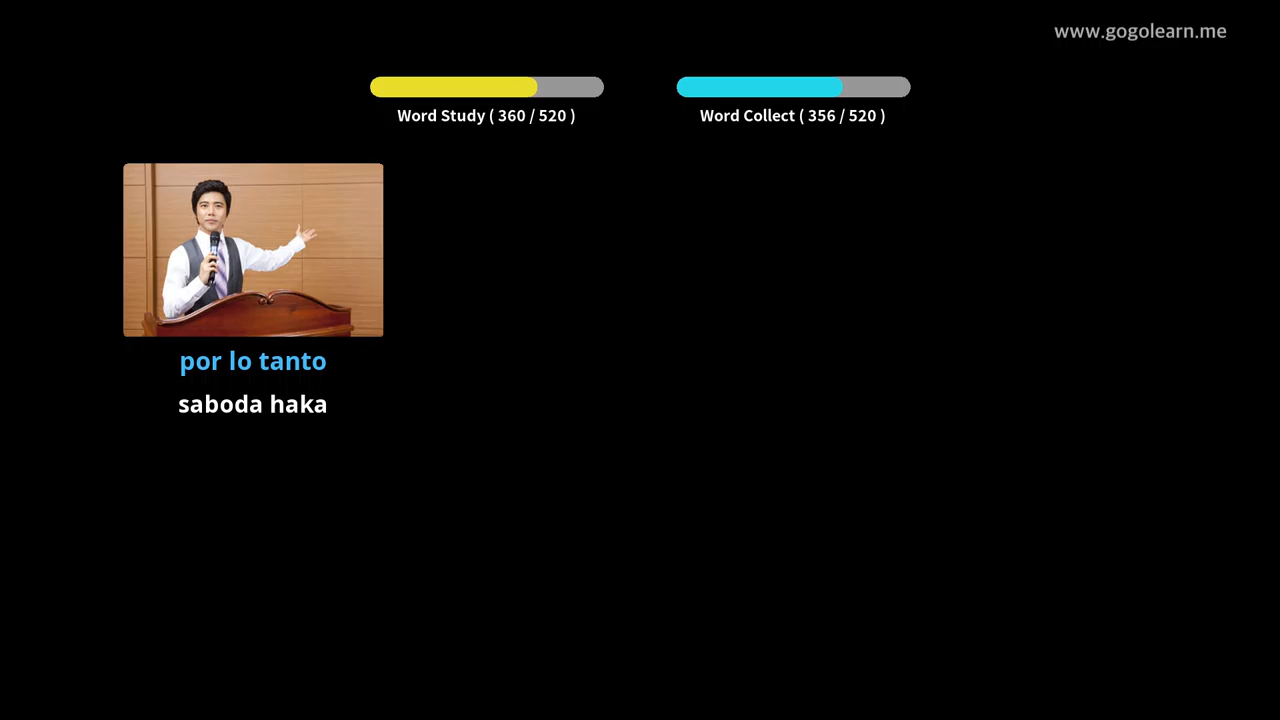 www.gogolearn.me
Word Study ( 360 / 520 )
Word Collect ( 356 / 520 )
por lo tanto
saboda haka